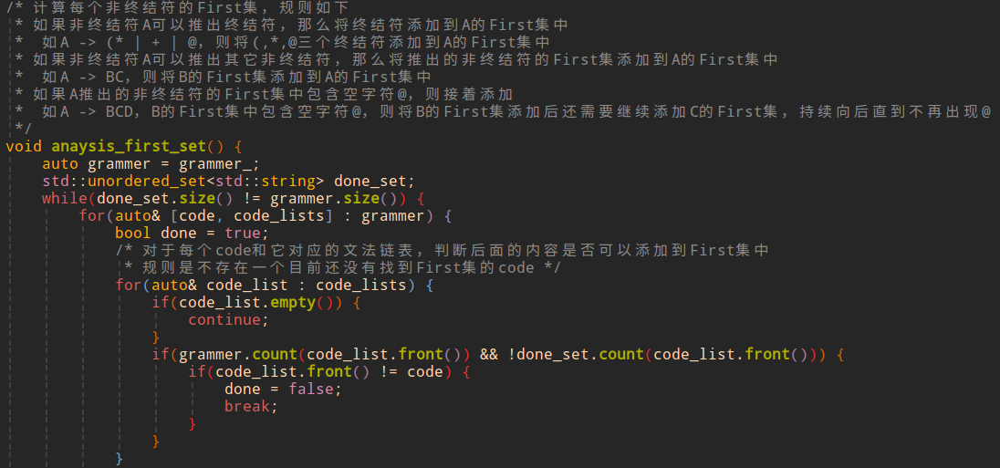 /* 计算每个非终结符的First集，规则如下
* 如果非终结符A可以推出终结符，那么将终结符添加到A的First集中
*  如A -> (* | + | @，则将(,*,@三个终结符添加到A的First集中
* 如果非终结符A可以推出其它非终结符，那么将推出的非终结符的First集添加到A的First集中
*  如A -> BC，则将B的First集添加到A的First集中
* 如果A推出的非终结符的First集中包含空字符@，则接着添加
*  如A -> BCD，B的First集中包含空字符@，则将B的First集添加后还需要继续添加C的First集，持续向后直到不再出现@
*/
void anaysis_first_set() {
auto grammer = grammer_;
std::unordered_set<std::string> done_set;
while(done_set.size() != grammer.size()) {
for(auto& [code, code_lists] : grammer) {
bool done = true;
/* 对于每个code和它对应的文法链表，判断后面的内容是否可以添加到First集中
* 规则是不存在一个目前还没有找到First集的code */
for(auto& code_list : code_lists) {
if(code_list.empty()) {
continue;
}
if(grammer.count(code_list.front()) && !done_set.count(code_list.front())) {
if(code_list.front() != code) {
done = false;
break;
}
}
}